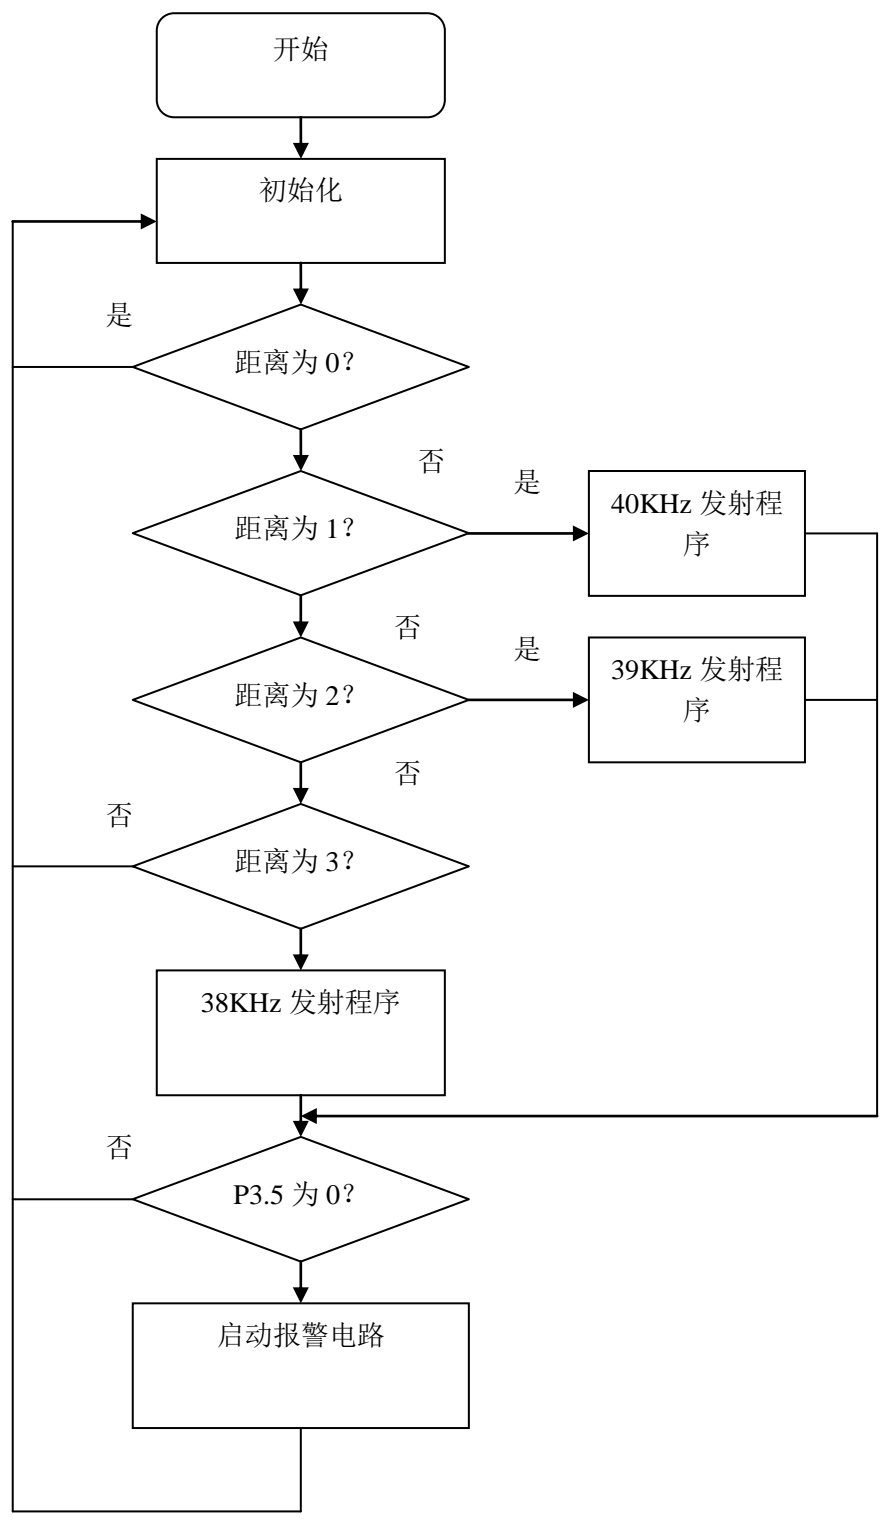 开始
初始化
是
距离为 0？
否
是
40KHz 发射程
序
距离为 1？
否
是
39KHz 发射程
序
距离为 2？
否
否
距离为 3？
38KHz 发射程序
否
P3.5 为 0？
启动报警电路